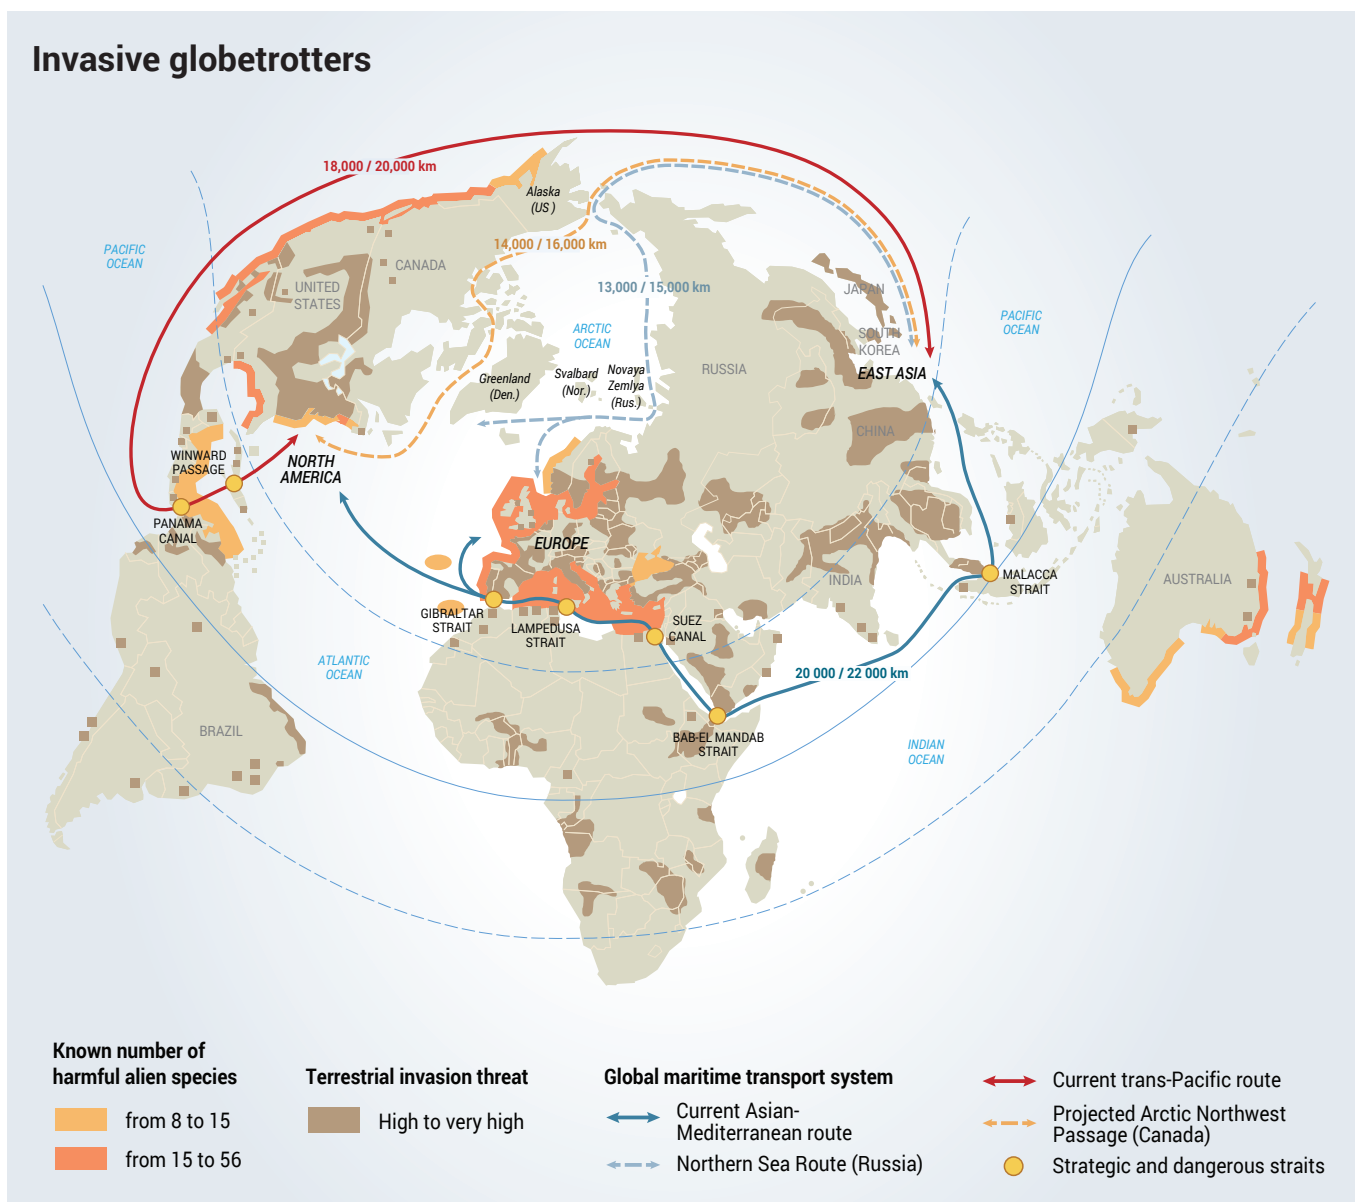 Invasive globetrotters
18,000 / 20,000 km
Alaska
(US )
14,000 / 16,000 km
PACIFIC
OCEAN
CANADA
UNITED
STATES
13,000 / 15,000 km
ARCTIC
OCEAN
JAPAN
SOUTH
KOREA
PACIFIC
OCEAN
EAST ASIA
RUSSIA
Greenland
(Den.)
Svalbard
(Nor.)
Novaya
Zemlya
(Rus.)
CHINA
WINWARD
PASSAGE
NORTH
AMERICA
PANAMA
CANAL
EUROPE
INDIA
MALACCA
STRAIT
AUSTRALIA
GIBRALTAR
STRAIT
LAMPEDUSA
STRAIT
SUEZ
CANAL
ATLANTIC
OCEAN
20 000 / 22 000 km
BRAZIL
BAB-EL MANDAB
STRAIT
INDIAN
OCEAN
Known number of
harmful alien species
from 8 to 15
from 15 to 56
Terrestrial invasion threat
High to very high
Global maritime transport system
Current Asian-
Mediterranean route
Northern Sea Route (Russia)
Current trans-Pacific route
Projected Arctic Northwest
Passage (Canada)
Strategic and dangerous straits